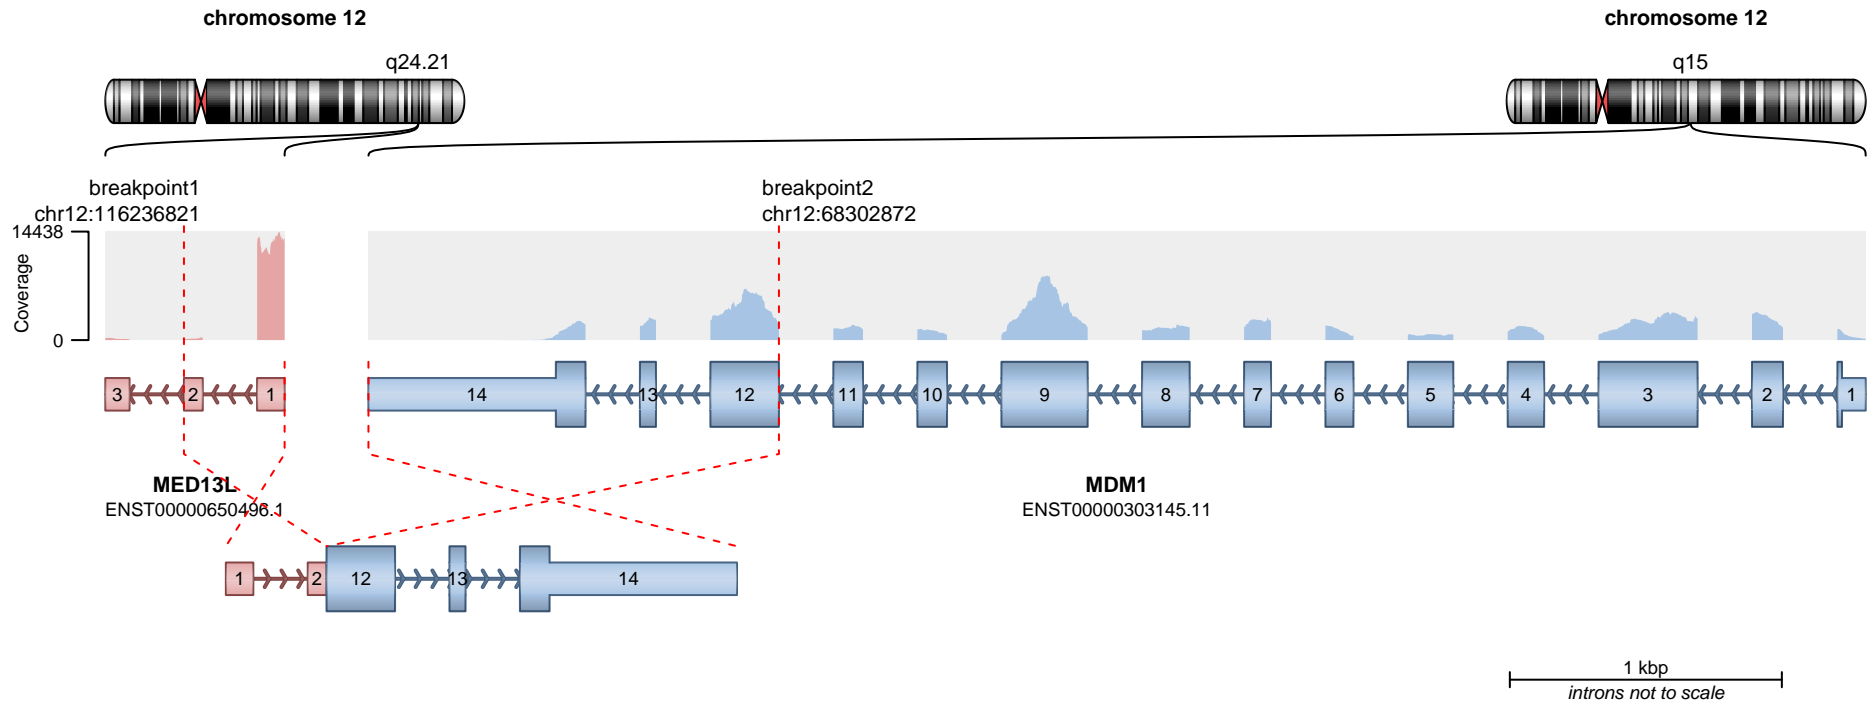 chromosome 12
chromosome 12
q24.21
q15
breakpoint1
chr12:116236821
breakpoint2
chr12:68302872
14438
Coverage
0
3 2 1
14 13 12 11 10 9 8 7 6 5 4 3 2 1
MED13L
ENST00000650496.1
MDM1
ENST00000303145.11
1 2 12 13 14
1 kbp
introns not to scale